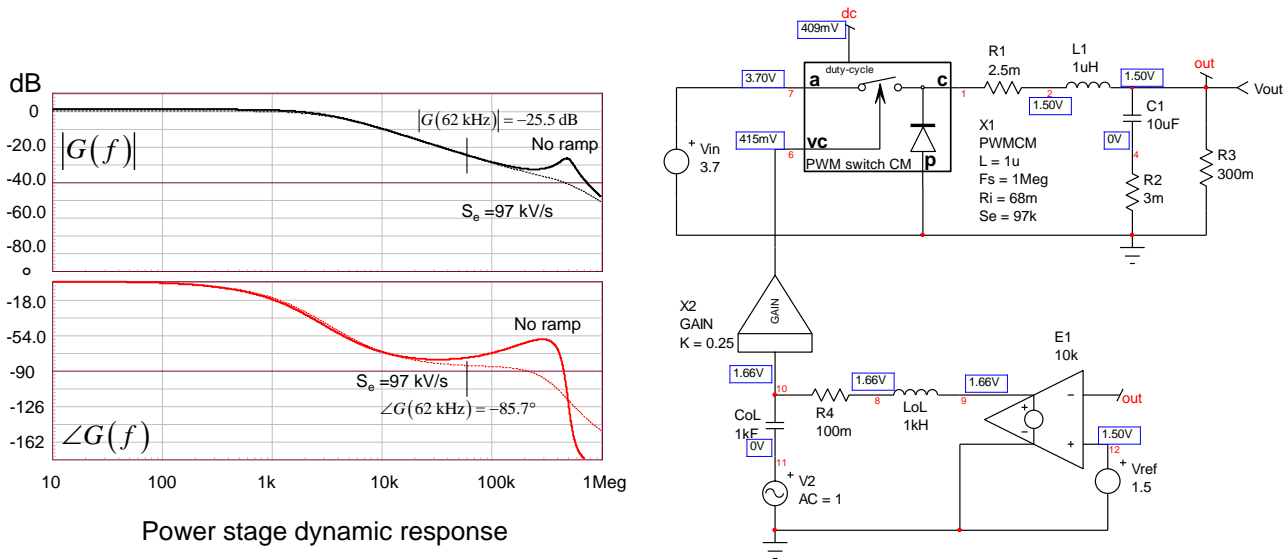 dB
0
-20.0
-40.0
-60.0
-80.0
|G(f)|
|G(62 kHz)| = −25.5 dB
No ramp
Se =97 kV/s
°
-18.0
-54.0
-90
-126
-162
No ramp
Se =97 kV/s
∠G(62 kHz) = −85.7°
∠G(f)
10
100
1k
10k
100k
1Meg
Power stage dynamic response
dc
409mV
duty-cycle
a
c
vc
p
PWM switch CM
3.70V
7
415mV
6
1
R1
2.5m
2
1.50V
L1
1uH
1.50V
out
Vout
C1
10uF
0V
4
R2
3m
R3
300m
X1
PWMCM
L = 1u
Fs = 1Meg
Ri = 68m
Se = 97k
+
Vin
3.7
GAIN
X2
GAIN
K = 0.25
1.66V
10
R4
100m
1.66V
8
LoL
1kH
1.66V
9
E1
10k
+
−
−
+
out
1.50V
12
+
Vref
1.5
CoL
1kF
0V
11
+
V2
AC = 1